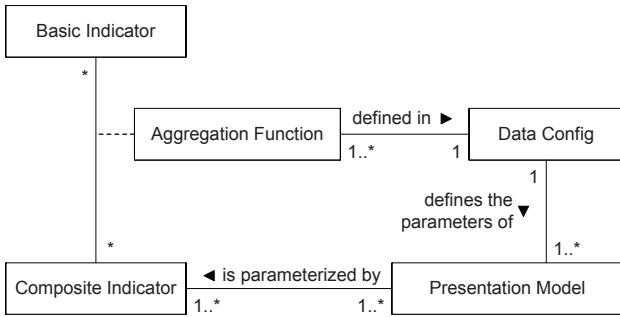 Basic Indicator
*
Aggregation Function
defined in ►
1..*
1
Data Config
1
defines the
parameters of ▼
*
1..*
Composite Indicator
◄ is parameterized by
1..*
1..*
Presentation Model